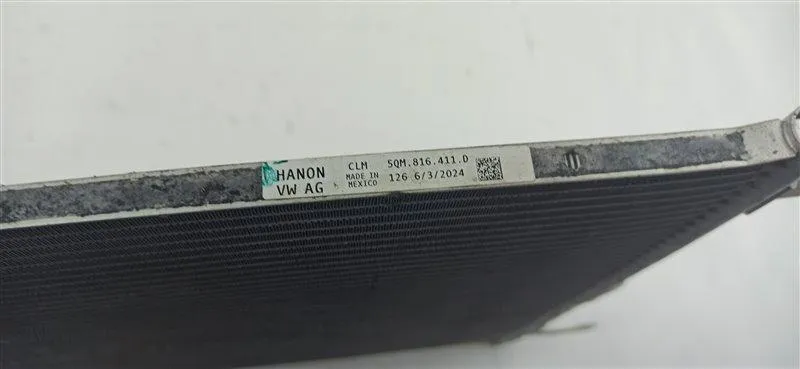 HANON CLM 5QM.816.411.D
VW AG MADE IN MEXICO 126 6/3/2024